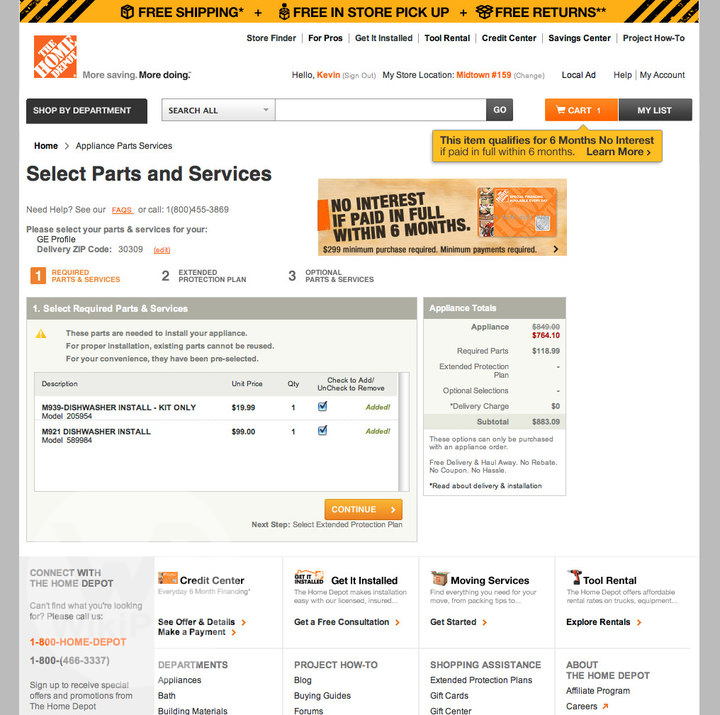 FREE SHIPPING* + FREE IN STORE PICK UP + FREE RETURNS**
Store Finder For Pros Get It Installed Tool Rental Credit Center Savings Center Project How-To
THE HOME DEPOT
More saving. More doing.™
Hello, Kevin (Sign Out) My Store Location: Midtown #159 (Change) Local Ad Help My Account
SHOP BY DEPARTMENT SEARCH ALL GO CART 1 MY LIST
This item qualifies for 6 Months No Interest
if paid in full within 6 months. Learn More ›
Home > Appliance Parts Services
Select Parts and Services
NO INTEREST
IF PAID IN FULL
WITHIN 6 MONTHS.
$299 minimum purchase required. Minimum payments required.
Need Help? See our FAQS or call: 1(800)455-3869
Please select your parts & services for your:
GE Profile
Delivery ZIP Code: 30309 (edit)
1 REQUIRED
PARTS & SERVICES
2 EXTENDED
PROTECTION PLAN
3 OPTIONAL
PARTS & SERVICES
1. Select Required Parts & Services
These parts are needed to install your appliance.
For proper installation, existing parts cannot be reused.
For your convenience, they have been pre-selected.
Description Unit Price Qty Check to Add/
UnCheck to Remove
M939-DISHWASHER INSTALL - KIT ONLY $19.99 1 Added!
Model 205954
M921 DISHWASHER INSTALL $99.00 1 Added!
Model 589984
CONTINUE >
Next Step: Select Extended Protection Plan
Appliance Totals
Appliance $849.00
$764.10
Required Parts $118.99
Extended Protection
Plan -
Optional Selections -
*Delivery Charge $0
Subtotal $883.09
These options can only be purchased
with an appliance order.
Free Delivery & Haul Away. No Rebate.
No Coupon. No Hassle.
*Read about delivery & installation
CONNECT WITH
THE HOME DEPOT
Can't find what you're looking
for? Please call us:
1-800-HOME-DEPOT
1-800-(466-3337)
Sign up to receive special
offers and promotions from
The Home Depot
Credit Center
Everyday 6 Month Financing*
See Offer & Details >
Make a Payment >
GET IT
INSTALLED
Get It Installed
The Home Depot makes installation
easy with our licensed, insured...
Get a Free Consultation >
Moving Services
Find everything you need for your
move, from packing tips to...
Get Started >
Tool Rental
The Home Depot offers affordable
rental rates on trucks, equipment...
Explore Rentals >
DEPARTMENTS
Appliances
Bath
Building Materials
PROJECT HOW-TO
Blog
Buying Guides
Forums
SHOPPING ASSISTANCE
Extended Protection Plans
Gift Cards
Gift Center
ABOUT
THE HOME DEPOT
Affiliate Program
Careers